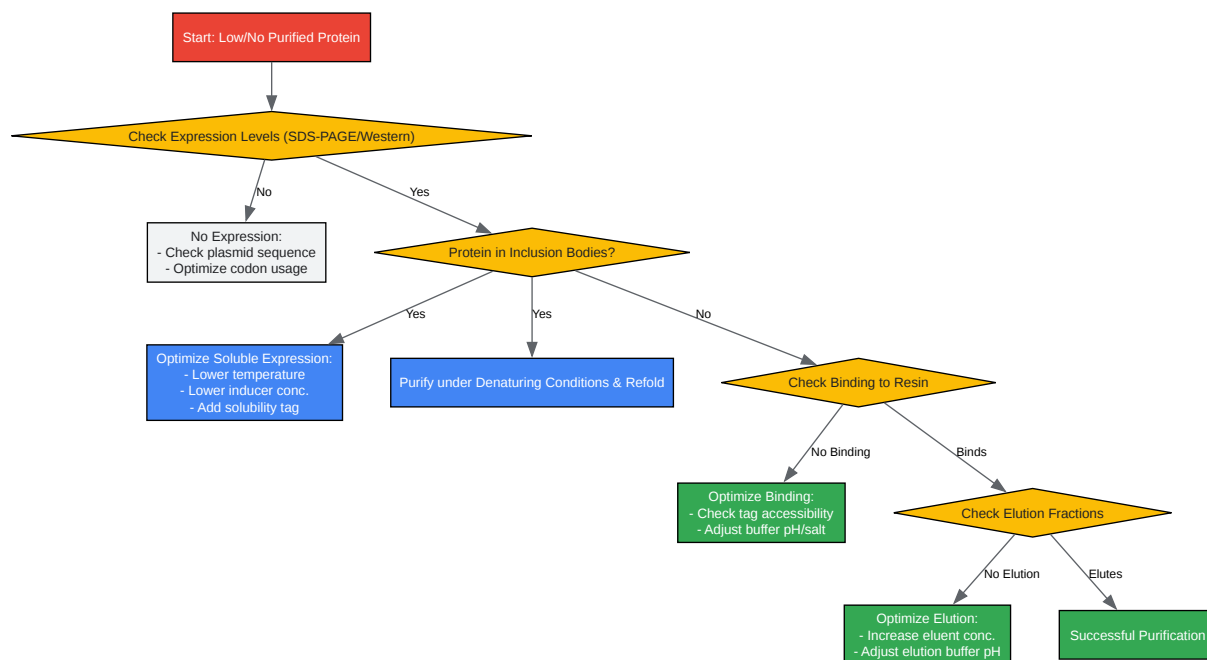 Start: Low/No Purified Protein
Check Expression Levels (SDS-PAGE/Western)
No
Yes
No Expression:
- Check plasmid sequence
- Optimize codon usage
Protein in Inclusion Bodies?
Yes
Yes
No
Optimize Soluble Expression:
- Lower temperature
- Lower inducer conc.
- Add solubility tag
Purify under Denaturing Conditions & Refold
Check Binding to Resin
No Binding
Binds
Optimize Binding:
- Check tag accessibility
- Adjust buffer pH/salt
Check Elution Fractions
No Elution
Elutes
Optimize Elution:
- Increase eluent conc.
- Adjust elution buffer pH
Successful Purification